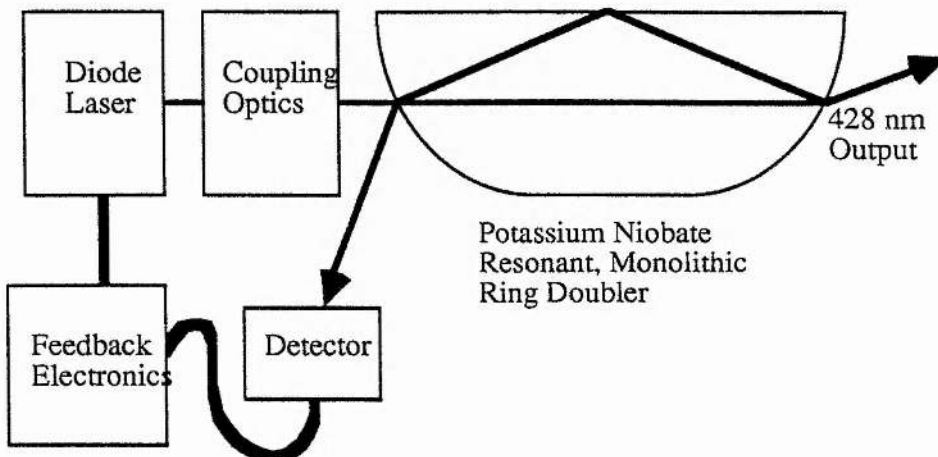 Diode
Laser
Coupling
Optics
428 nm
Output
Potassium Niobate
Resonant, Monolithic
Ring Doubler
Feedback
Electronics
Detector